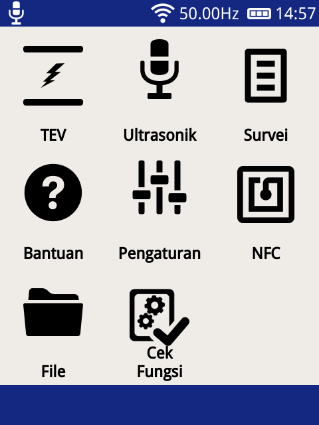 50.00Hz 14:57
TEV Ultrasonik Survei
Bantuan Pengaturan NFC
File Cek Fungsi